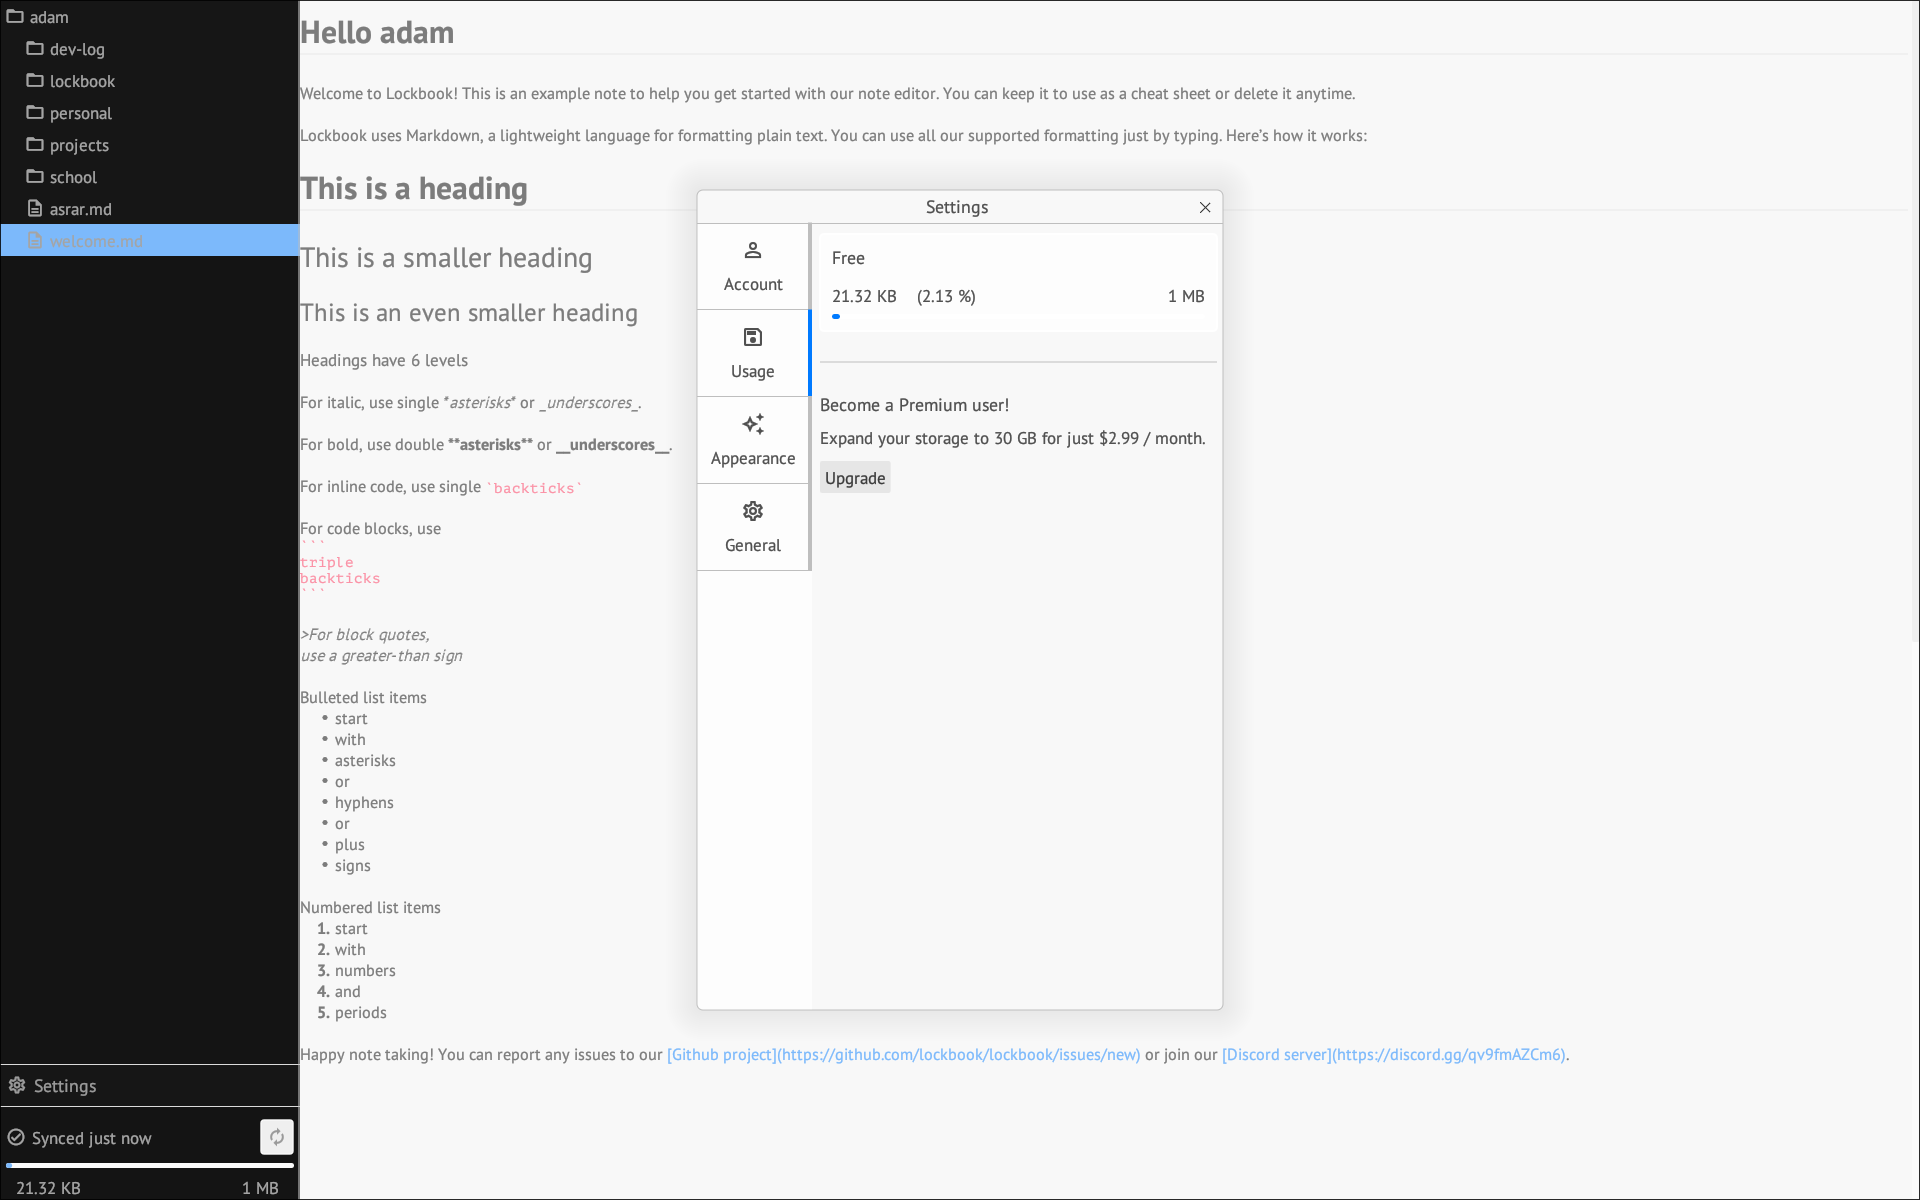 adam
dev-log
lockbook
personal
projects
school
asrar.md
welcome.md
Settings
Synced just now
21.32 KB 1 MB
Hello adam
Welcome to Lockbook! This is an example note to help you get started with our note editor. You can keep it to use as a cheat sheet or delete it anytime.
Lockbook uses Markdown, a lightweight language for formatting plain text. You can use all our supported formatting just by typing. Here’s how it works:
This is a heading
This is a smaller heading
This is an even smaller heading
Headings have 6 levels
For italic, use single *asterisks* or _underscores_.
For bold, use double **asterisks** or __underscores__.
For inline code, use single `backticks`
For code blocks, use
```
triple
backticks
```
>For block quotes,
use a greater-than sign
Bulleted list items
• start
• with
• asterisks
• or
• hyphens
• or
• plus
• signs
Numbered list items
1. start
2. with
3. numbers
4. and
5. periods
Happy note taking! You can report any issues to our [Github project](https://github.com/lockbook/lockbook/issues/new) or join our [Discord server](https://discord.gg/qv9fmAZCm6).
Settings
Account
Usage
Appearance
General
Free
21.32 KB (2.13 %) 1 MB
Become a Premium user!
Expand your storage to 30 GB for just $2.99 / month.
Upgrade